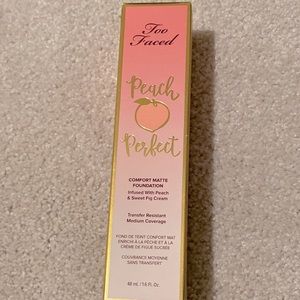 Too
Faced
Peach
Perfect
COMFORT MATTE
FOUNDATION
Infused With Peach
& Sweet Fig Cream
Transfer Resistant
Medium Coverage
FOND DE TEINT CONFORT MAT
ENRICHI À LA PÊCHE ET À LA
CRÈME DE FIGUE SUCRÉE
COUVRANCE MOYENNE
SANS TRANSFERT
48 mL / 1.6 FL. OZ.